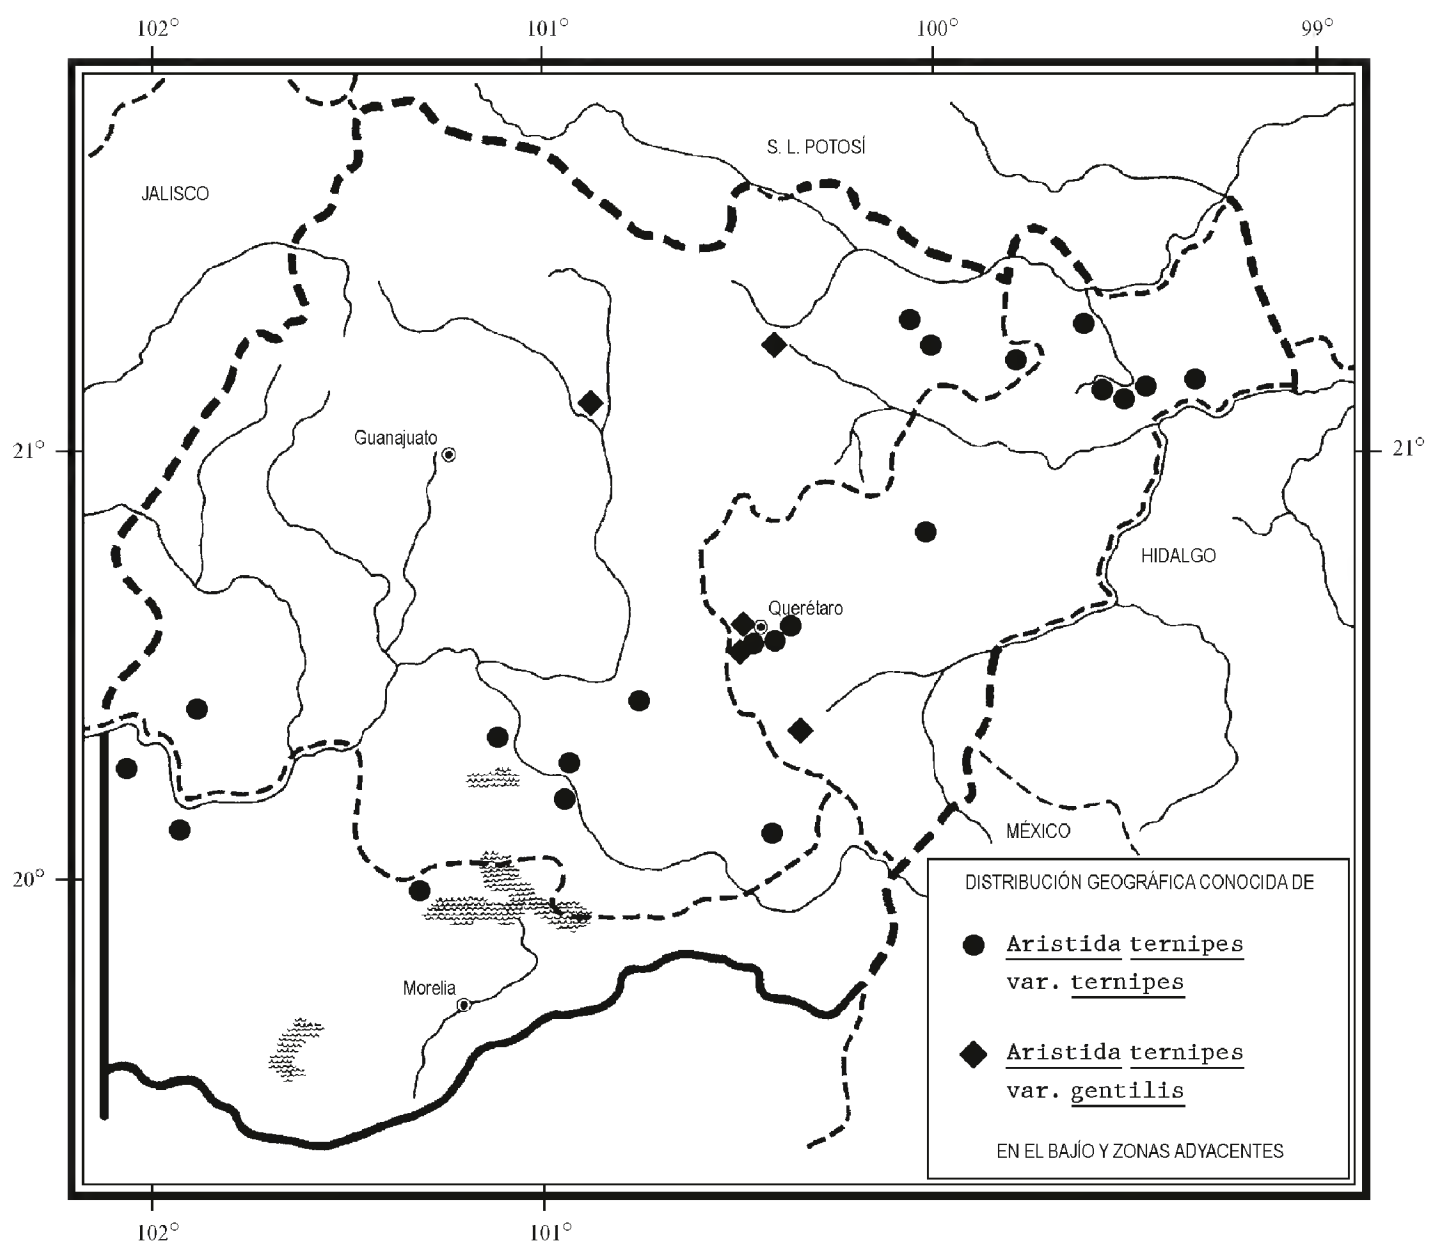 102° 101° 100° 99°
S. L. POTOSÍ
JALISCO
Guanajuato
21° 21°
HIDALGO
Querétaro
MÉXICO
20°
DISTRIBUCIÓN GEOGRÁFICA CONOCIDA DE
Aristida ternipes
var. ternipes
Morelia
Aristida ternipes
var. gentilis
EN EL BAJÍO Y ZONAS ADYACENTES
102° 101°